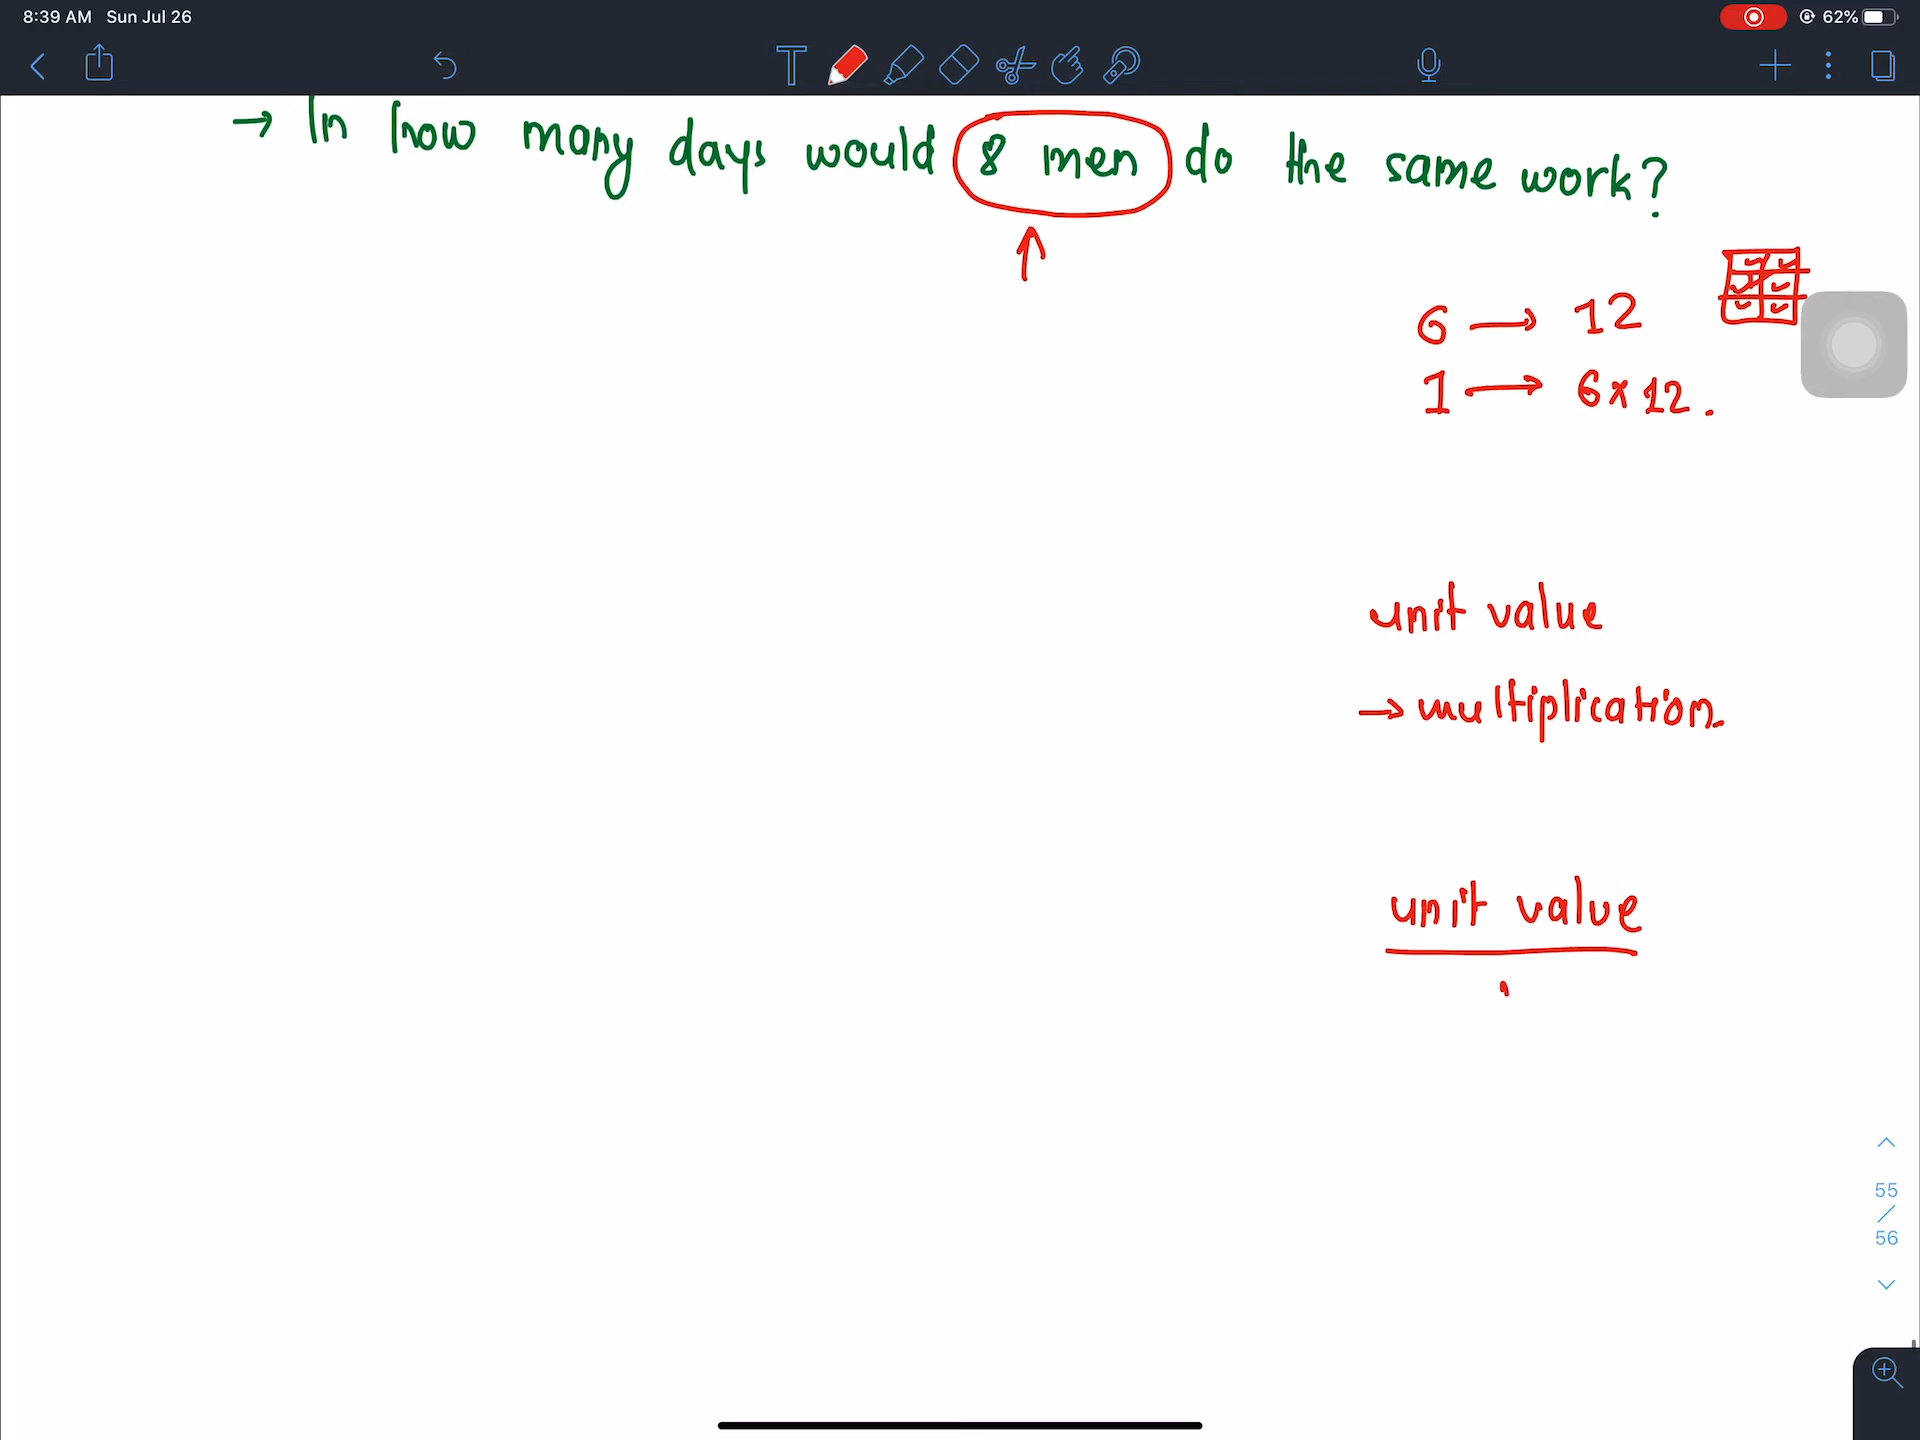 8:39 AM Sun Jul 26
62%
→ In how many days would 8 men do the same work?
6 → 12
1 → 6 x 12.
unit value
→ multiplication.
unit value
55
/
56